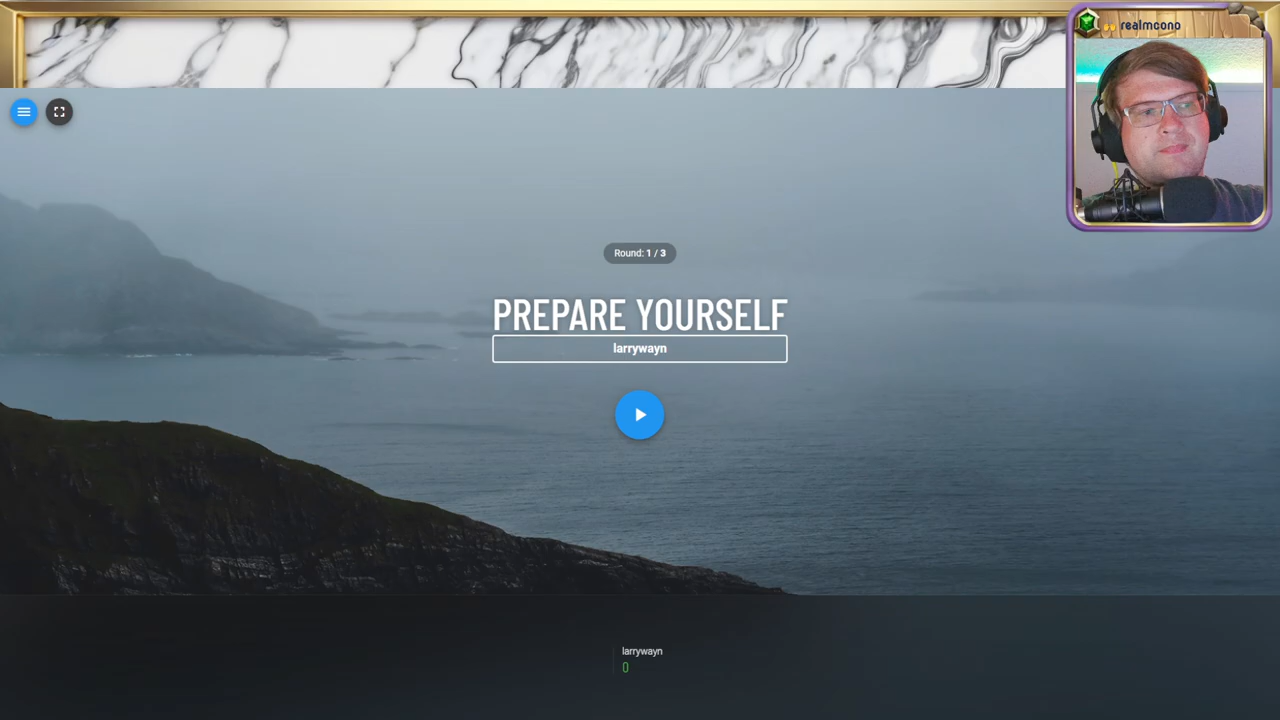 🙌 realmcono
Round: 1 / 3
PREPARE YOURSELF
larrywayn
larrywayn
0